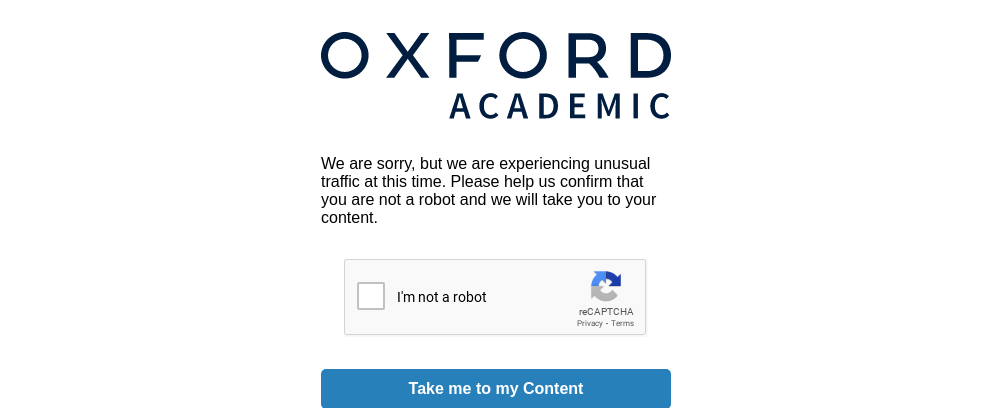 OXFORD
ACADEMIC
We are sorry, but we are experiencing unusual
traffic at this time. Please help us confirm that
you are not a robot and we will take you to your
content.
I'm not a robot
reCAPTCHA
Privacy - Terms
Take me to my Content